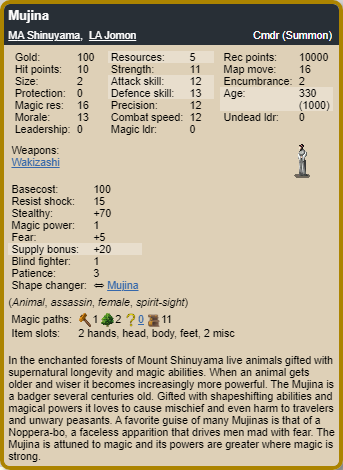 Mujina
MA Shinuyama, LA Jomon Cmdr (Summon)
Gold: 100 Resources: 5 Rec points: 10000
Hit points: 10 Strength: 11 Map move: 16
Size: 2 Attack skill: 12 Encumbrance: 2
Protection: 0 Defence skill: 13 Age: 330
Magic res: 16 Precision: 12 (1000)
Morale: 13 Combat speed: 12 Undead ldr: 0
Leadership: 0 Magic ldr: 0
Weapons:
Wakizashi
Basecost: 100
Resist shock: 15
Stealthy: +70
Magic power: 1
Fear: +5
Supply bonus: +20
Blind fighter: 1
Patience: 3
Shape changer: ⇔ Mujina
(Animal, assassin, female, spirit-sight)
Magic paths: 1 2 ?0 11
Item slots: 2 hands, head, body, feet, 2 misc
In the enchanted forests of Mount Shinuyama live animals gifted with
supernatural longevity and magic abilities. When an animal gets
older and wiser it becomes increasingly more powerful. The Mujina is
a badger several centuries old. Gifted with shapeshifting abilities and
magical powers it loves to cause mischief and even harm to travelers
and unwary peasants. A favorite guise of many Mujinas is that of a
Noppera-bo, a faceless apparition that drives men mad with fear. The
Mujina is attuned to magic and its powers are greater where magic is
strong.